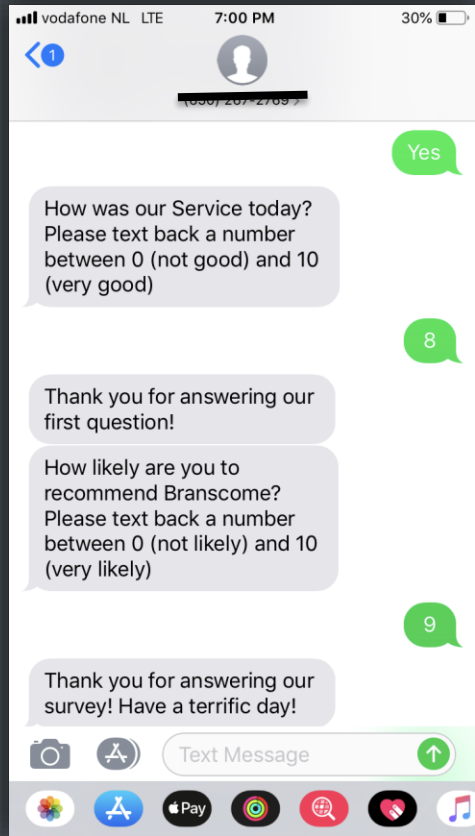 vodafone NL LTE 7:00 PM 30%
1
Yes
How was our Service today?
Please text back a number
between 0 (not good) and 10
(very good)
8
Thank you for answering our
first question!
How likely are you to
recommend Branscome?
Please text back a number
between 0 (not likely) and 10
(very likely)
9
Thank you for answering our
survey! Have a terrific day!
Text Message
Pay